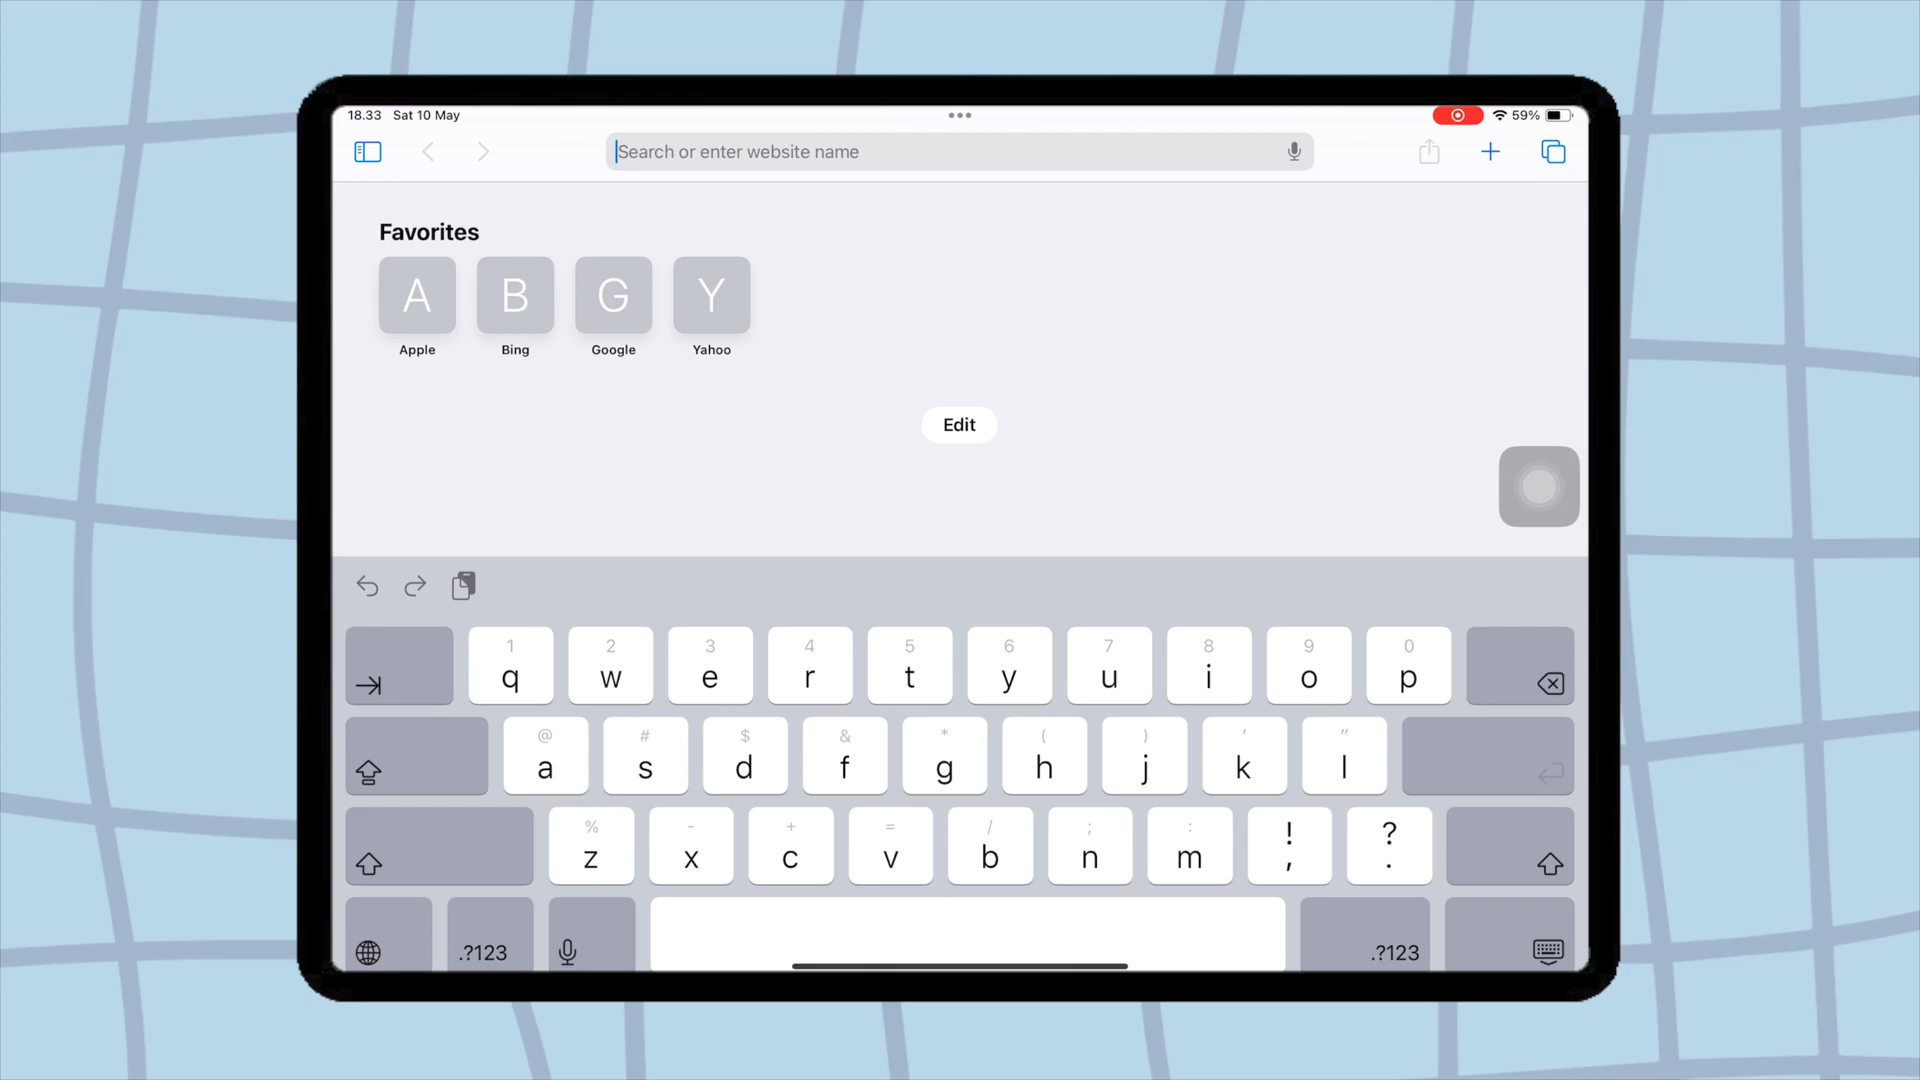 18.33 Sat 10 May
59%
Search or enter website name
Favorites
A B G Y
Apple Bing Google Yahoo
Edit
1 2 3 4 5 6 7 8 9 0
q w e r t y u i o p
@ # $ & * ( ) ' "
a s d f g h j k l
% - + = / ; : ! ?
z x c v b n m , .
.?123 .?123